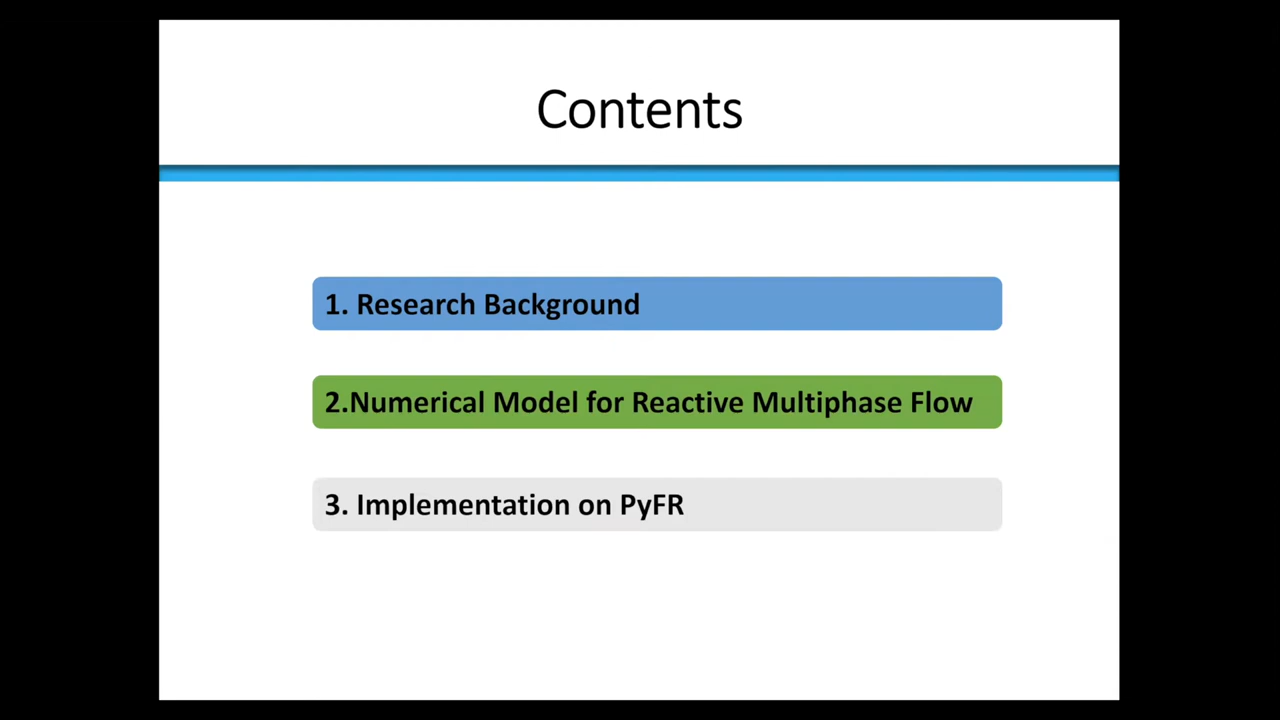 Contents
1. Research Background
2.Numerical Model for Reactive Multiphase Flow
3. Implementation on PyFR